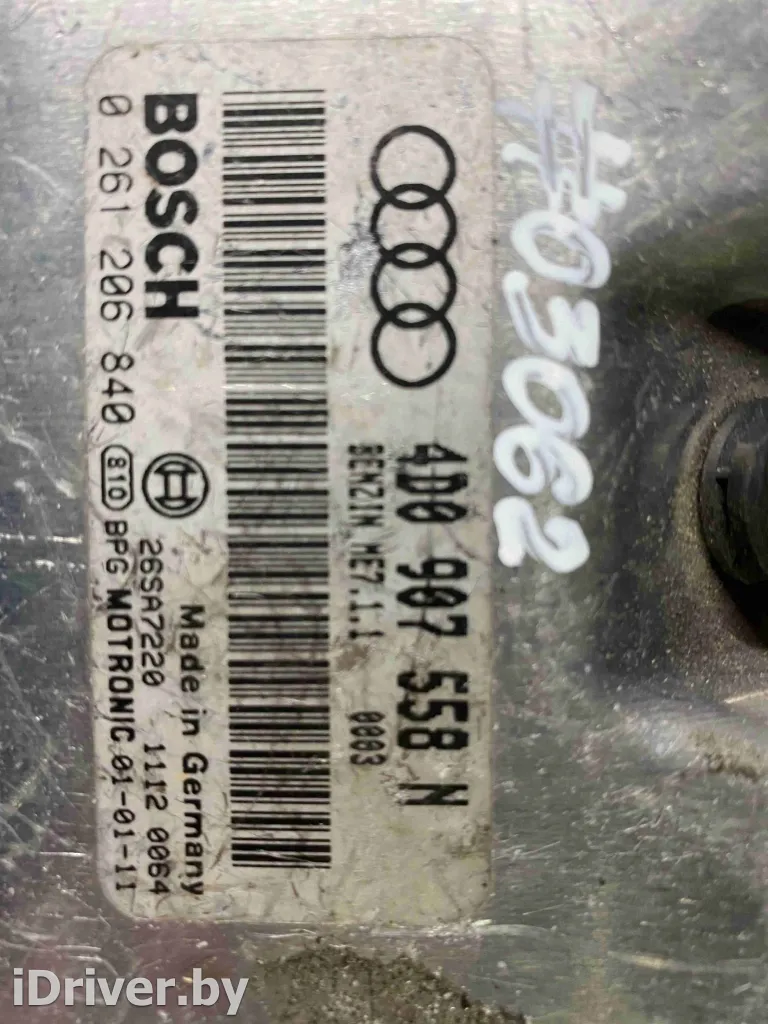 #03062
4D0 907 558 N
BENZIN ME7.1.1 0003
BOSCH
Made in Germany
26SA7220 1112 0064
0 261 206 840 810 BPG MOTRONIC 01-01-11
iDriver.by